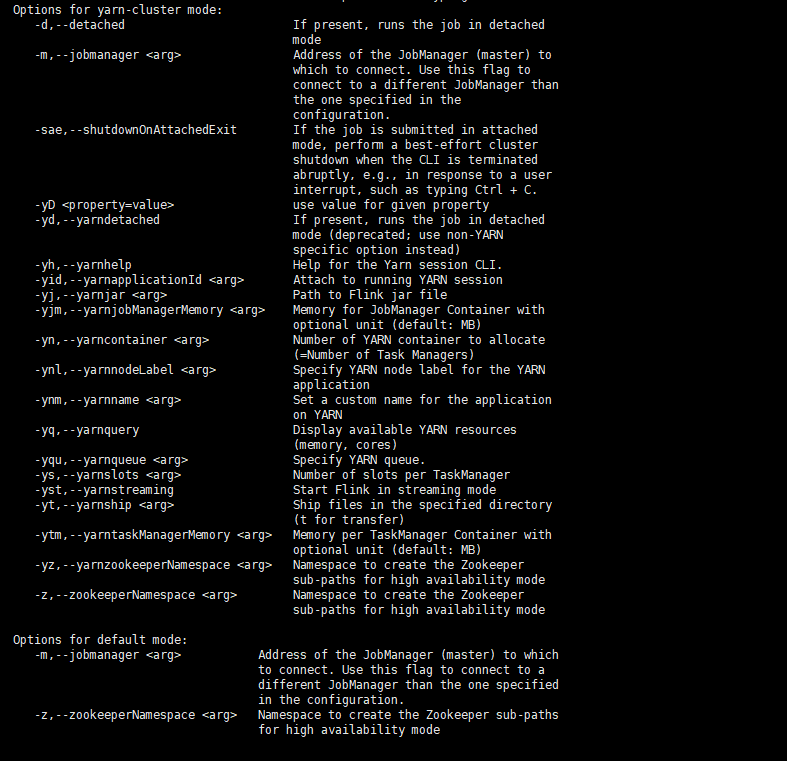 Options for yarn-cluster mode:
-d,--detached If present, runs the job in detached
mode
-m,--jobmanager <arg> Address of the JobManager (master) to
which to connect. Use this flag to
connect to a different JobManager than
the one specified in the
configuration.
-sae,--shutdownOnAttachedExit If the job is submitted in attached
mode, perform a best-effort cluster
shutdown when the CLI is terminated
abruptly, e.g., in response to a user
interrupt, such as typing Ctrl + C.
-yD <property=value> use value for given property
-yd,--yarndetached If present, runs the job in detached
mode (deprecated; use non-YARN
specific option instead)
-yh,--yarnhelp Help for the Yarn session CLI.
-yid,--yarnapplicationId <arg> Attach to running YARN session
-yj,--yarnjar <arg> Path to Flink jar file
-yjm,--yarnjobManagerMemory <arg> Memory for JobManager Container with
optional unit (default: MB)
-yn,--yarncontainer <arg> Number of YARN container to allocate
(=Number of Task Managers)
-ynl,--yarnnodeLabel <arg> Specify YARN node label for the YARN
application
-ynm,--yarnname <arg> Set a custom name for the application
on YARN
-yq,--yarnquery Display available YARN resources
(memory, cores)
-yqu,--yarnqueue <arg> Specify YARN queue.
-ys,--yarnslots <arg> Number of slots per TaskManager
-yst,--yarnstreaming Start Flink in streaming mode
-yt,--yarnship <arg> Ship files in the specified directory
(t for transfer)
-ytm,--yarntaskManagerMemory <arg> Memory per TaskManager Container with
optional unit (default: MB)
-yz,--yarnzookeeperNamespace <arg> Namespace to create the Zookeeper
sub-paths for high availability mode
-z,--zookeeperNamespace <arg> Namespace to create the Zookeeper
sub-paths for high availability mode
Options for default mode:
-m,--jobmanager <arg> Address of the JobManager (master) to which
to connect. Use this flag to connect to a
different JobManager than the one specified
in the configuration.
-z,--zookeeperNamespace <arg> Namespace to create the Zookeeper sub-paths
for high availability mode